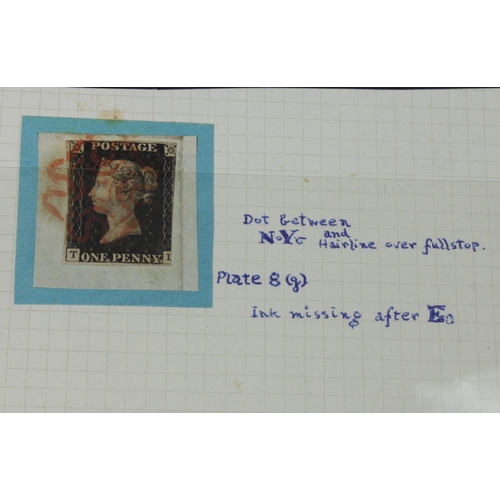 POSTAGE
T ONE PENNY. I
Dot Between
N.Y. and
Hairline over fullstop.
Plate 8 (g)
Ink missing after E